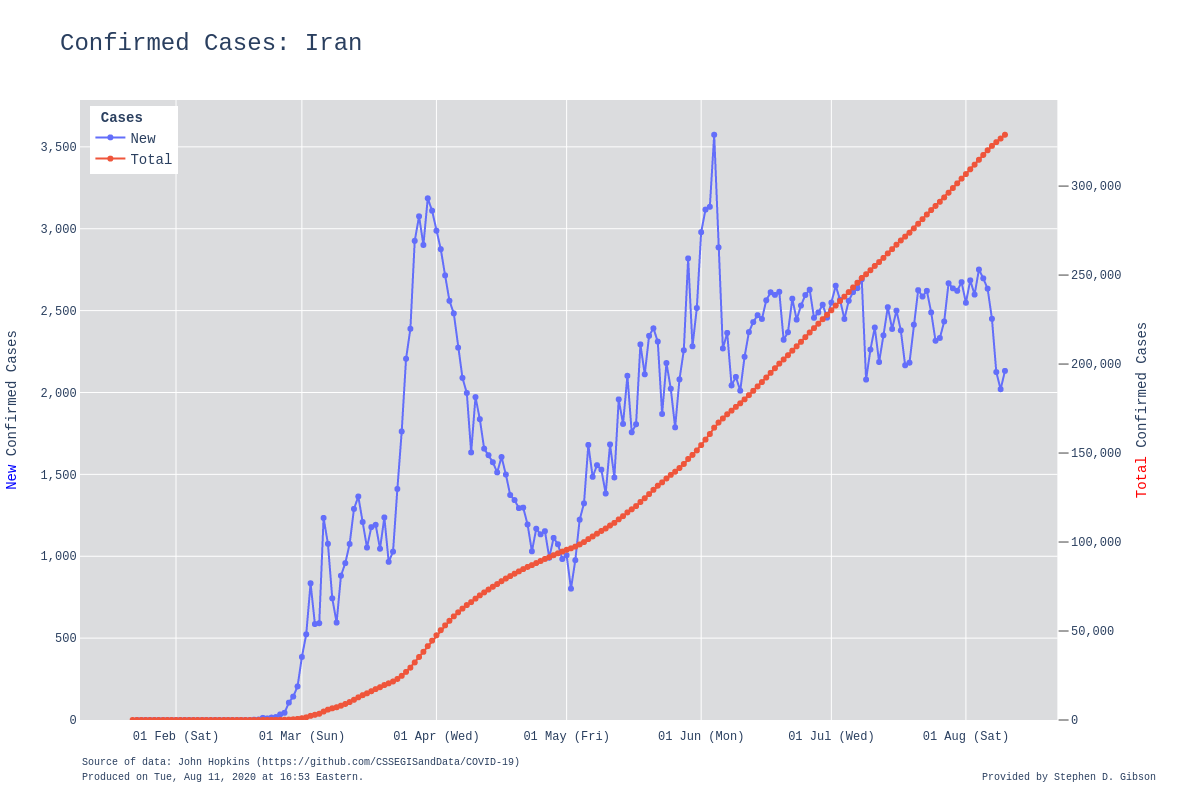 Confirmed Cases: Iran
Cases
New
Total
3,500
3,000
2,500
2,000
1,500
1,000
500
0
New Confirmed Cases
300,000
250,000
200,000
150,000
100,000
50,000
0
Total Confirmed Cases
01 Feb (Sat) 01 Mar (Sun) 01 Apr (Wed) 01 May (Fri) 01 Jun (Mon) 01 Jul (Wed) 01 Aug (Sat)
Source of data: John Hopkins (https://github.com/CSSEGISandData/COVID-19)
Produced on Tue, Aug 11, 2020 at 16:53 Eastern.
Provided by Stephen D. Gibson